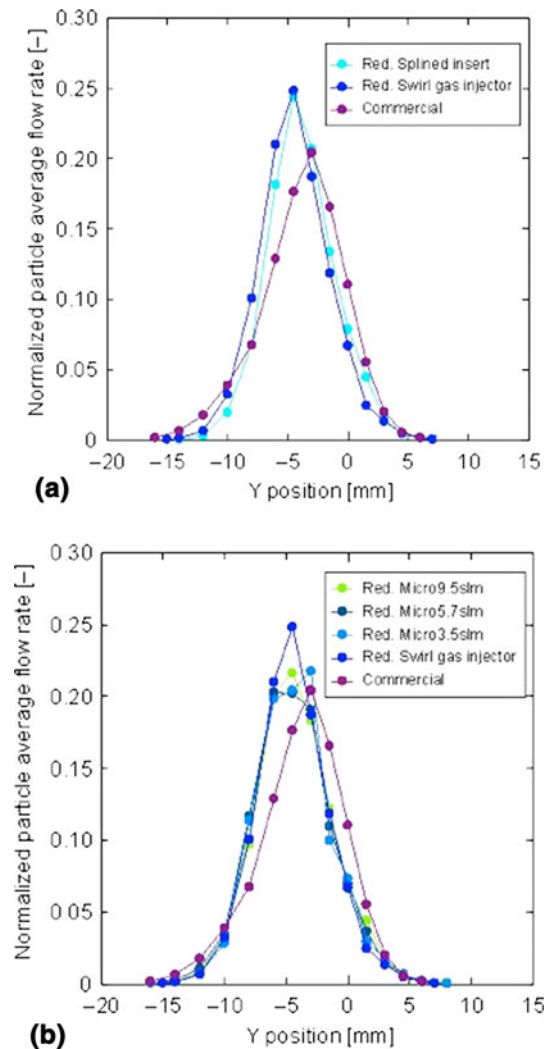 0.30
0.25
0.20
0.15
0.10
0.05
0
Normalized particle average flow rate [–]
Red. Splined insert
Red. Swirl gas injector
Commercial
–20 –15 –10 –5 0 5 10 15
(a) Y position [mm]
0.30
0.25
0.20
0.15
0.10
0.05
0
Normalized particle average flow rate [–]
Red. Micro9.5slm
Red. Micro5.7slm
Red. Micro3.5slm
Red. Swirl gas injector
Commercial
–20 –15 –10 –5 0 5 10 15
(b) Y position [mm]